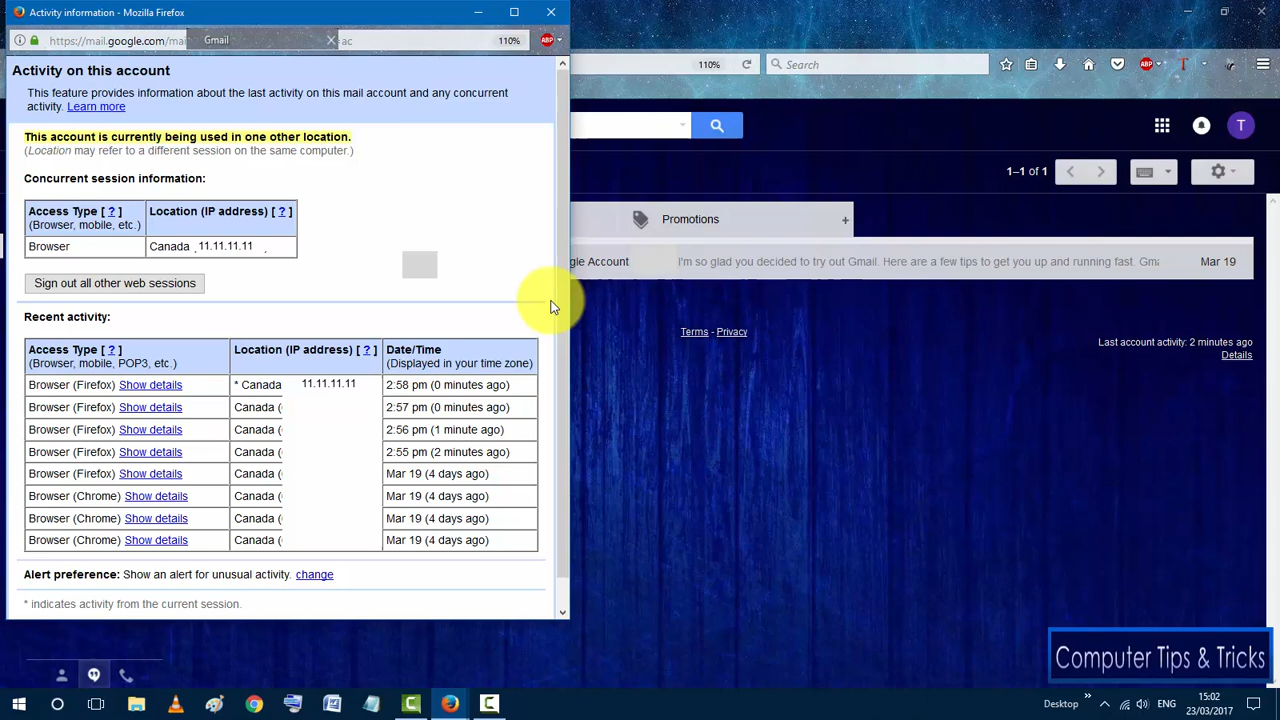 Activity information - Mozilla Firefox
https://mail.google.com/mai
Gmail
=ac
110%
ABP
110%
Search
ABP
Activity on this account
This feature provides information about the last activity on this mail account and any concurrent
activity. Learn more
This account is currently being used in one other location.
(Location may refer to a different session on the same computer.)
Concurrent session information:
Access Type [ ? ]
(Browser, mobile, etc.)
Location (IP address) [ ? ]
Browser
Canada
11.11.11.11
Sign out all other web sessions
Recent activity:
Access Type [ ? ]
(Browser, mobile, POP3, etc.)
Location (IP address) [ ? ]
Date/Time
(Displayed in your time zone)
Browser (Firefox) Show details
* Canada
11.11.11.11
2:58 pm (0 minutes ago)
Browser (Firefox) Show details
Canada (
2:57 pm (0 minutes ago)
Browser (Firefox) Show details
Canada (
2:56 pm (1 minute ago)
Browser (Firefox) Show details
Canada (
2:55 pm (2 minutes ago)
Browser (Firefox) Show details
Canada (
Mar 19 (4 days ago)
Browser (Chrome) Show details
Canada (
Mar 19 (4 days ago)
Browser (Chrome) Show details
Canada (
Mar 19 (4 days ago)
Browser (Chrome) Show details
Canada (
Mar 19 (4 days ago)
Alert preference: Show an alert for unusual activity. change
* indicates activity from the current session.
T
1–1 of 1
Promotions
+
gle Account
I'm so glad you decided to try out Gmail. Here are a few tips to get you up and running fast. Gma
Mar 19
Terms - Privacy
Last account activity: 2 minutes ago
Details
Computer Tips & Tricks
Desktop
ENG
15:02
23/03/2017